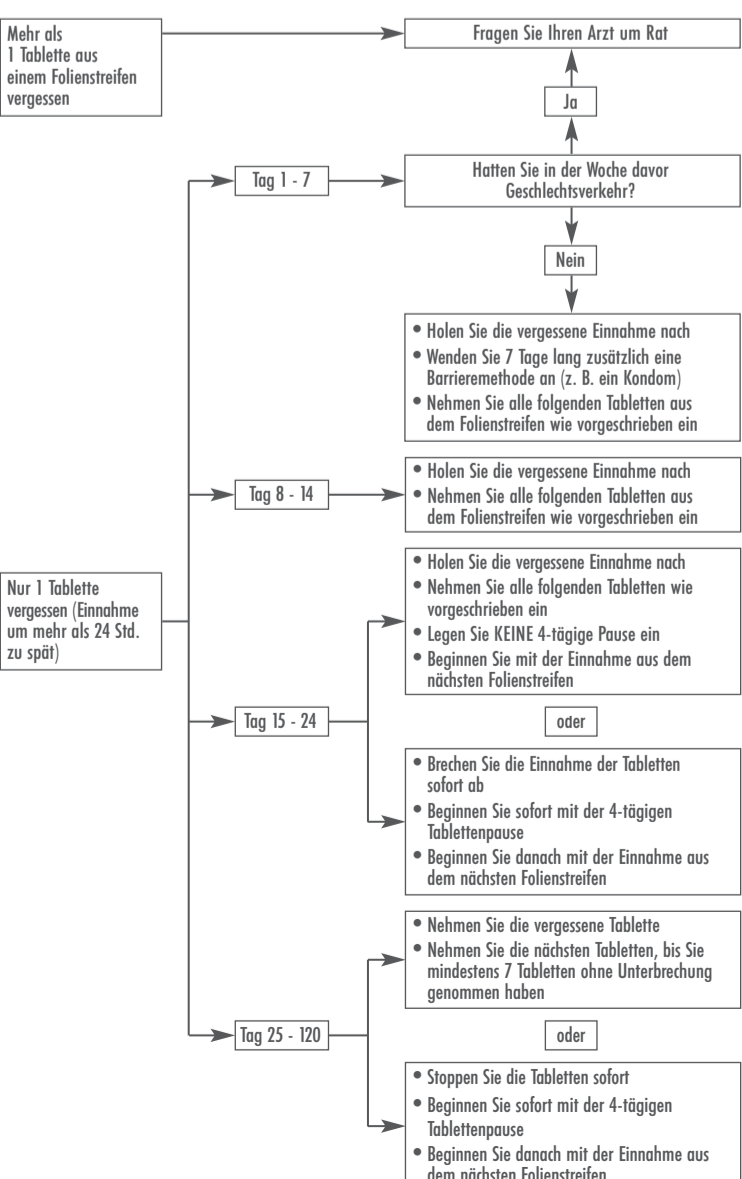 Mehr als
1 Tablette aus
einem Folienstreifen
vergessen
Fragen Sie Ihren Arzt um Rat
Ja
Tag 1 - 7
Hatten Sie in der Woche davor
Geschlechtsverkehr?
Nein
• Holen Sie die vergessene Einnahme nach
• Wenden Sie 7 Tage lang zusätzlich eine
Barrieremethode an (z. B. ein Kondom)
• Nehmen Sie alle folgenden Tabletten aus
dem Folienstreifen wie vorgeschrieben ein
Tag 8 - 14
• Holen Sie die vergessene Einnahme nach
• Nehmen Sie alle folgenden Tabletten aus
dem Folienstreifen wie vorgeschrieben ein
Nur 1 Tablette
vergessen (Einnahme
um mehr als 24 Std.
zu spät)
• Holen Sie die vergessene Einnahme nach
• Nehmen Sie alle folgenden Tabletten wie
vorgeschrieben ein
• Legen Sie KEINE 4-tägige Pause ein
• Beginnen Sie mit der Einnahme aus dem
nächsten Folienstreifen
Tag 15 - 24
oder
• Brechen Sie die Einnahme der Tabletten
sofort ab
• Beginnen Sie sofort mit der 4-tägigen
Tablettenpause
• Beginnen Sie danach mit der Einnahme aus
dem nächsten Folienstreifen
• Nehmen Sie die vergessene Tablette
• Nehmen Sie die nächsten Tabletten, bis Sie
mindestens 7 Tabletten ohne Unterbrechung
genommen haben
Tag 25 - 120
oder
• Stoppen Sie die Tabletten sofort
• Beginnen Sie sofort mit der 4-tägigen
Tablettenpause
• Beginnen Sie danach mit der Einnahme aus
dem nächsten Folienstreifen